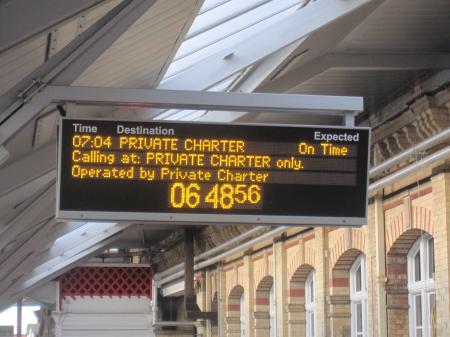 Time Destination Expected
07:04 PRIVATE CHARTER On Time
Calling at: PRIVATE CHARTER only.
Operated by Private Charter
06 48 56